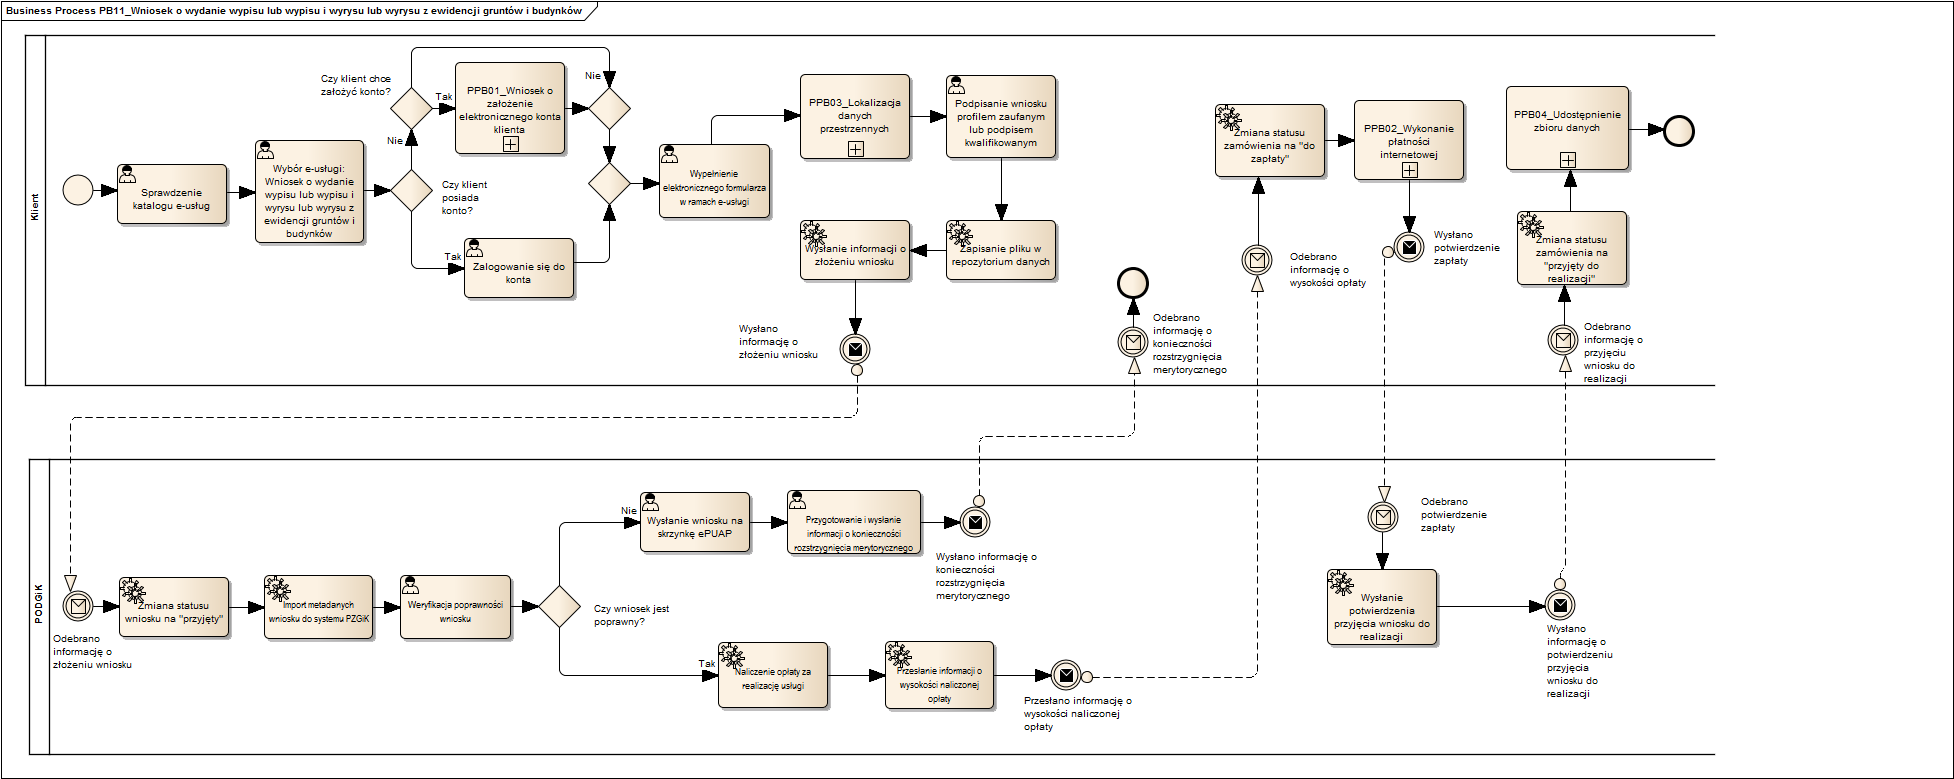 Business Process PB11_Wniosek o wydanie wypisu lub wypisu i wyrysu lub wyrysu z ewidencji gruntów i budynków
Klient
Sprawdzenie
katalogu e-usług
Wybór e-usługi:
Wniosek o wydanie
wypisu lub wypisu i
wyrysu lub wyrysu z
ewidencji gruntów i
budynków
Czy klient chce
założyć konto?
Tak
Nie
Nie
Czy klient
posiada
konto?
Tak
PPB01_Wniosek o
założenie
elektronicznego konta
klienta
Zalogowanie się do
konta
Wypełnienie
elektronicznego formularza
w ramach e-usługi
PPB03_Lokalizacja
danych
przestrzennych
Podpisanie wniosku
profilem zaufanym
lub podpisem
kwalifikowanym
Zapisanie pliku w
repozytorium danych
Wysłanie informacji o
złożeniu wniosku
Wysłano
informację o
złożeniu wniosku
Odebrano
informację o
konieczności
rozstrzygnięcia
merytorycznego
Zmiana statusu
zamówienia na "do
zapłaty"
Odebrano
informację o
wysokości opłaty
PPB02_Wykonanie
płatności
internetowej
Wysłano
potwierdzenie
zapłaty
PPB04_Udostępnienie
zbioru danych
Zmiana statusu
zamówienia na
"przyjęty do
realizacji"
Odebrano
informację o
przyjęciu
wniosku do
realizacji
PODGiK
Odebrano
informację o
złożeniu wniosku
Zmiana statusu
wniosku na "przyjęty"
Import metadanych
wniosku do systemu PZGiK
Weryfikacja poprawności
wniosku
Czy wniosek jest
poprawny?
Nie
Wysłanie wniosku na
skrzynkę ePUAP
Przygotowanie i wysłanie
informacji o konieczności
rozstrzygnięcia merytorycznego
Wysłano informację o
konieczności
rozstrzygnięcia
merytorycznego
Tak
Naliczenie opłaty za
realizację usługi
Przesłanie informacji o
wysokości naliczonej
opłaty
Przesłano informację o
wysokości naliczonej
opłaty
Odebrano
potwierdzenie
zapłaty
Wysłanie
potwierdzenia
przyjęcia wniosku do
realizacji
Wysłano
informację o
potwierdzeniu
przyjęcia
wniosku do
realizacji